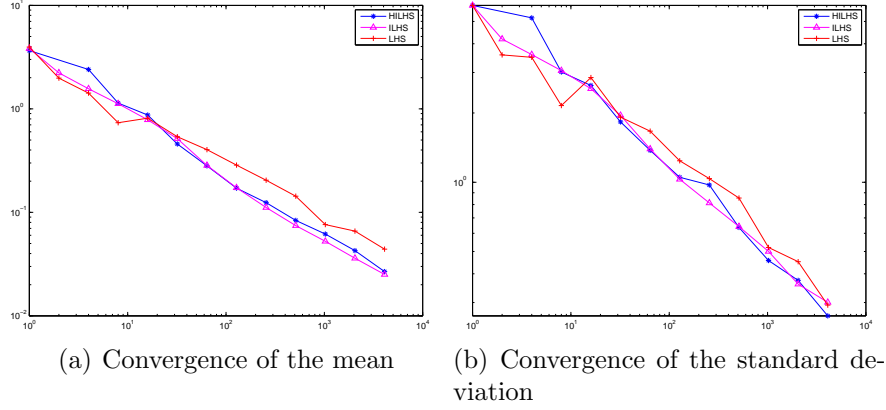 10^1
10^0
10^-1
10^-2
10^0 10^1 10^2 10^3 10^4
HILHS
ILHS
LHS
(a) Convergence of the mean
10^0
10^0 10^1 10^2 10^3 10^4
HILHS
ILHS
LHS
(b) Convergence of the standard de-
viation